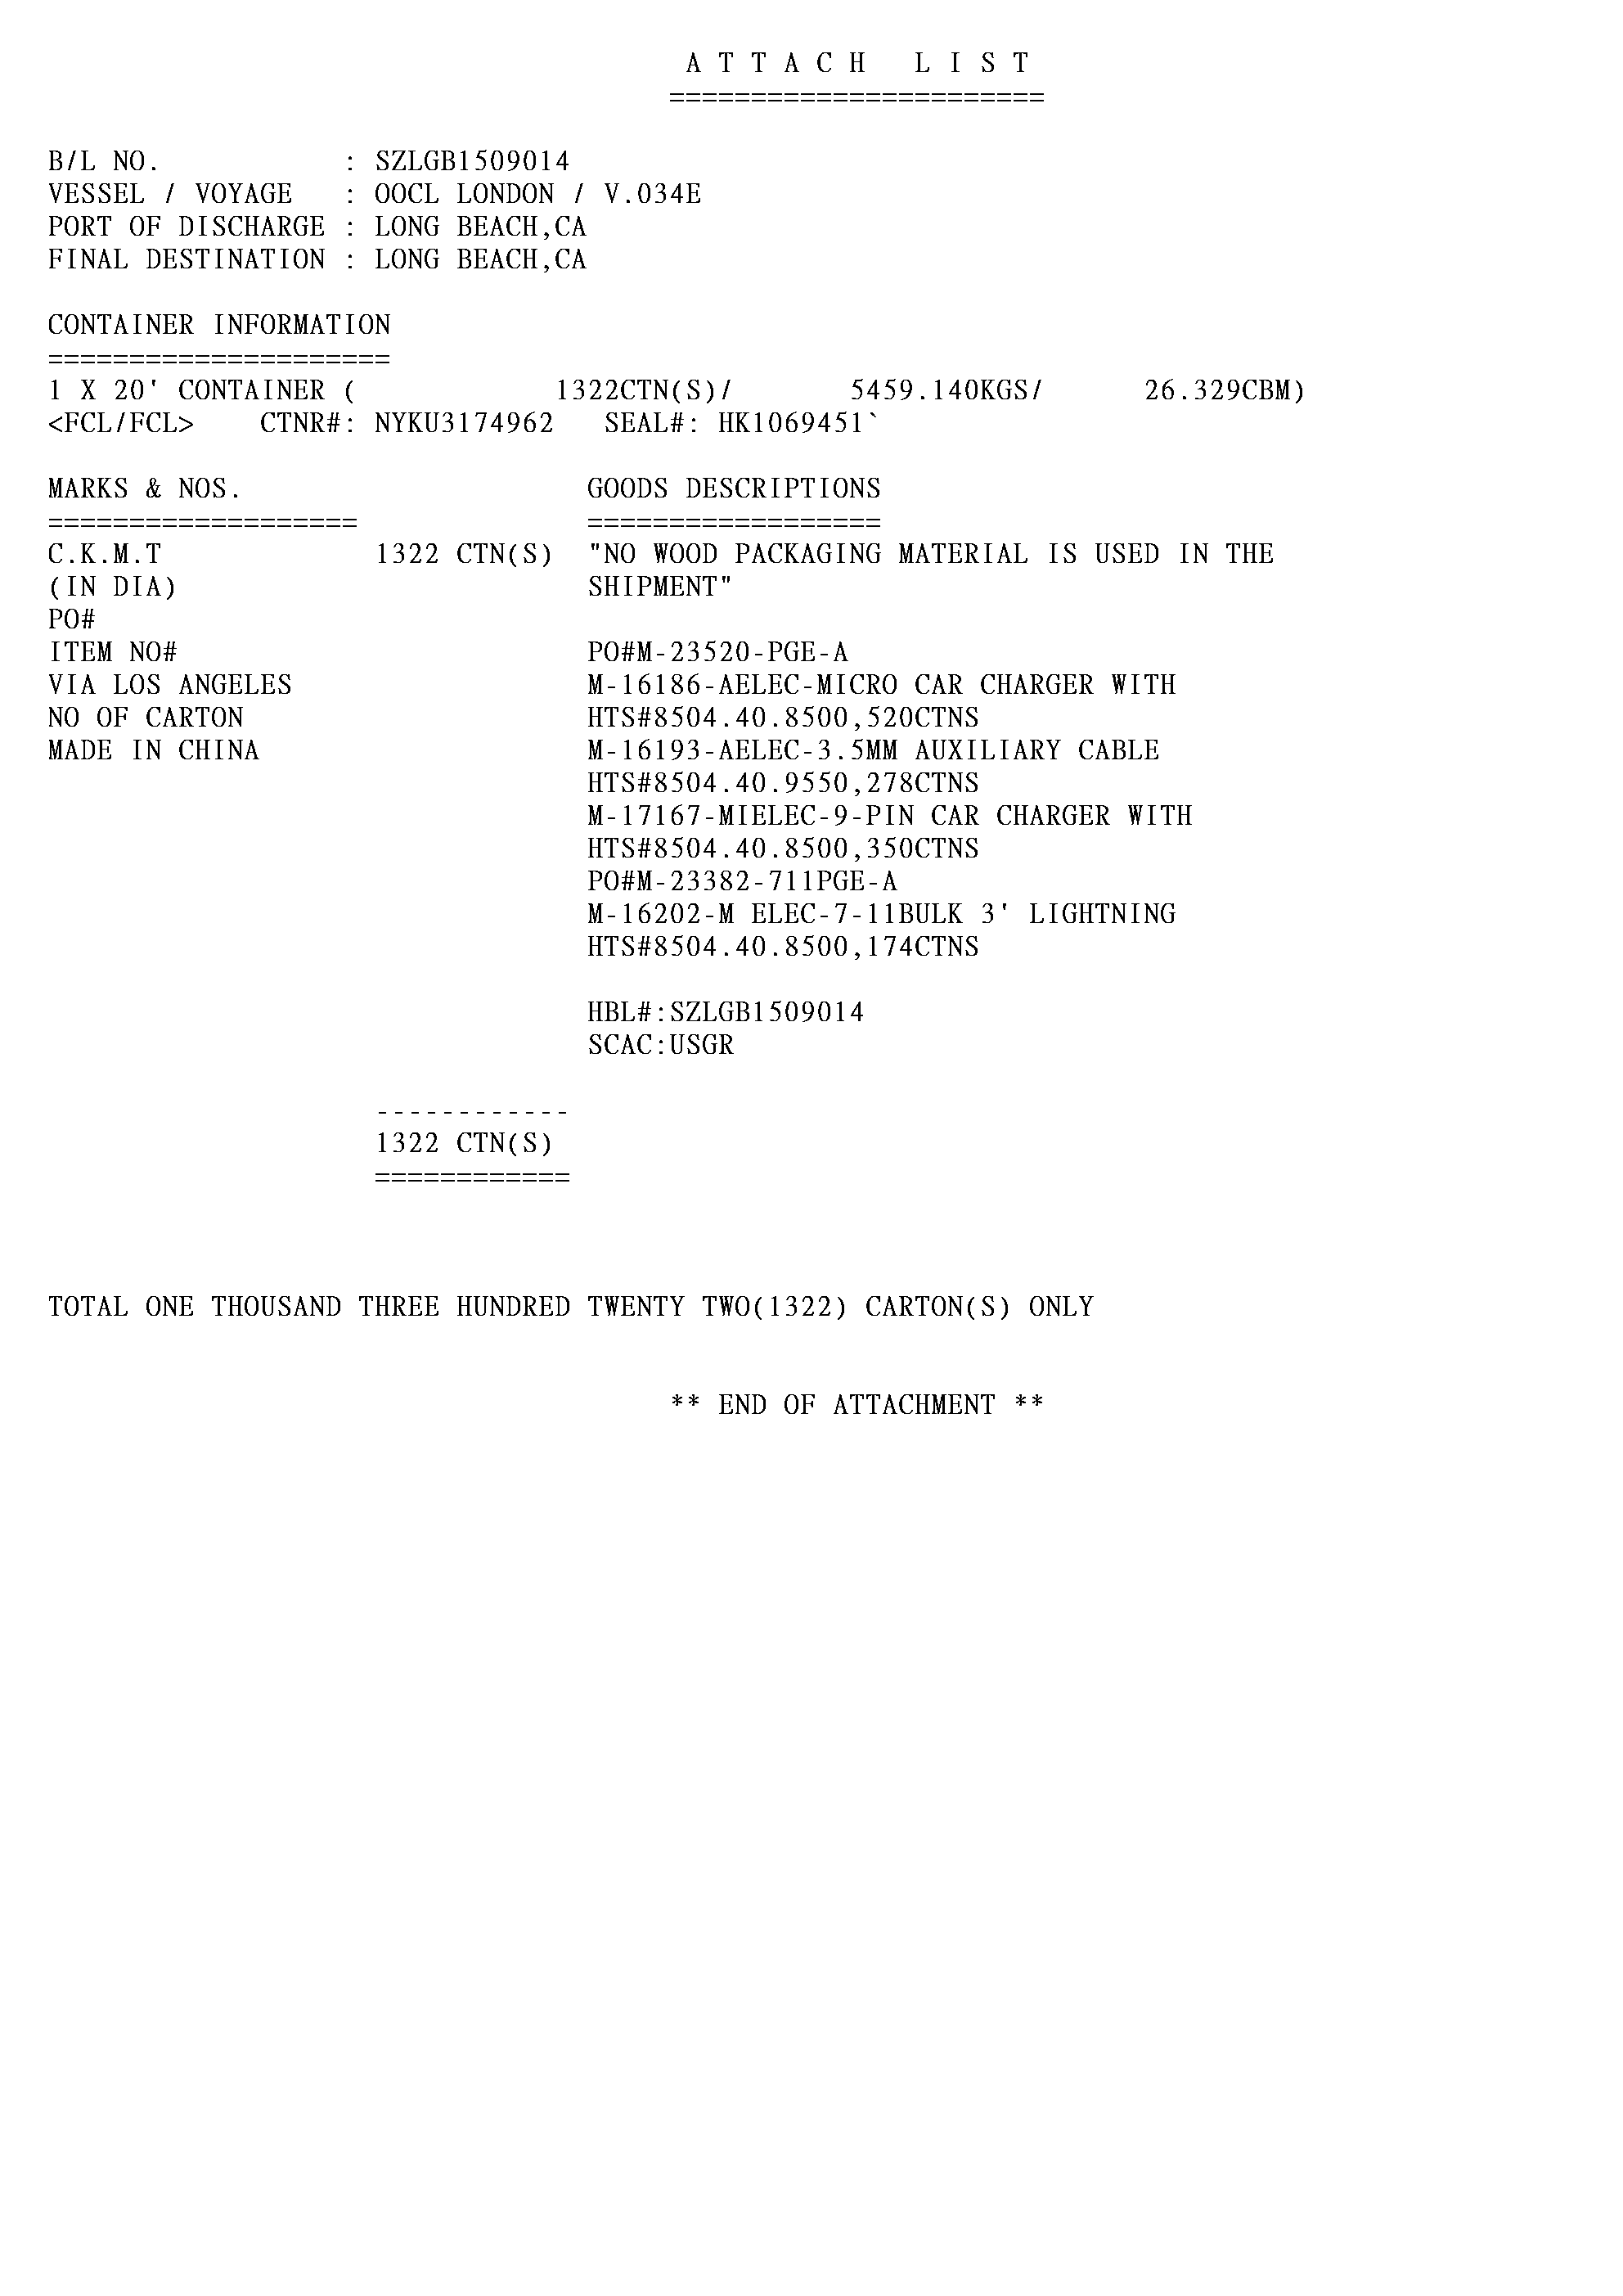 A T T A C H   L I S T
=======================
B/L NO.           : SZLGB1509014
VESSEL / VOYAGE   : OOCL LONDON / V.034E
PORT OF DISCHARGE : LONG BEACH,CA
FINAL DESTINATION : LONG BEACH,CA
CONTAINER INFORMATION
=====================
1 X 20' CONTAINER (            1322CTN(S)/       5459.140KGS/      26.329CBM)
<FCL/FCL>    CTNR#: NYKU3174962   SEAL#: HK1069451`
MARKS & NOS.                     GOODS DESCRIPTIONS
===================              ==================
C.K.M.T             1322 CTN(S)  "NO WOOD PACKAGING MATERIAL IS USED IN THE
(IN DIA)                         SHIPMENT"
PO#
ITEM NO#                         PO#M-23520-PGE-A
VIA LOS ANGELES                  M-16186-AELEC-MICRO CAR CHARGER WITH
NO OF CARTON                     HTS#8504.40.8500,520CTNS
MADE IN CHINA                    M-16193-AELEC-3.5MM AUXILIARY CABLE
HTS#8504.40.9550,278CTNS
M-17167-MIELEC-9-PIN CAR CHARGER WITH
HTS#8504.40.8500,350CTNS
PO#M-23382-711PGE-A
M-16202-M ELEC-7-11BULK 3' LIGHTNING
HTS#8504.40.8500,174CTNS
HBL#:SZLGB1509014
SCAC:USGR
------------
1322 CTN(S)
============
TOTAL ONE THOUSAND THREE HUNDRED TWENTY TWO(1322) CARTON(S) ONLY
** END OF ATTACHMENT **